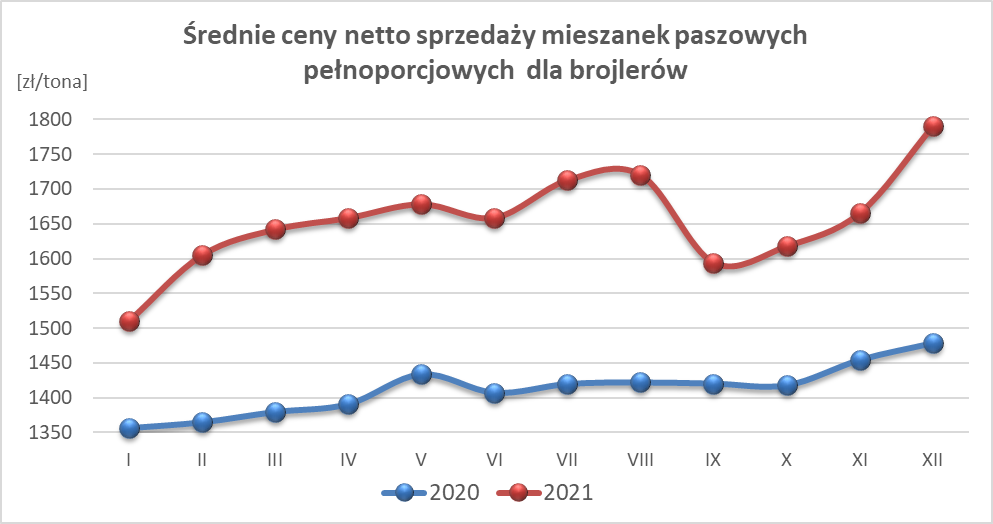 Średnie ceny netto sprzedaży mieszanek paszowych
pełnoporcjowych dla brojlerów
[zł/tona]
1800
1750
1700
1650
1600
1550
1500
1450
1400
1350
I II III IV V VI VII VIII IX X XI XII
2020 2021